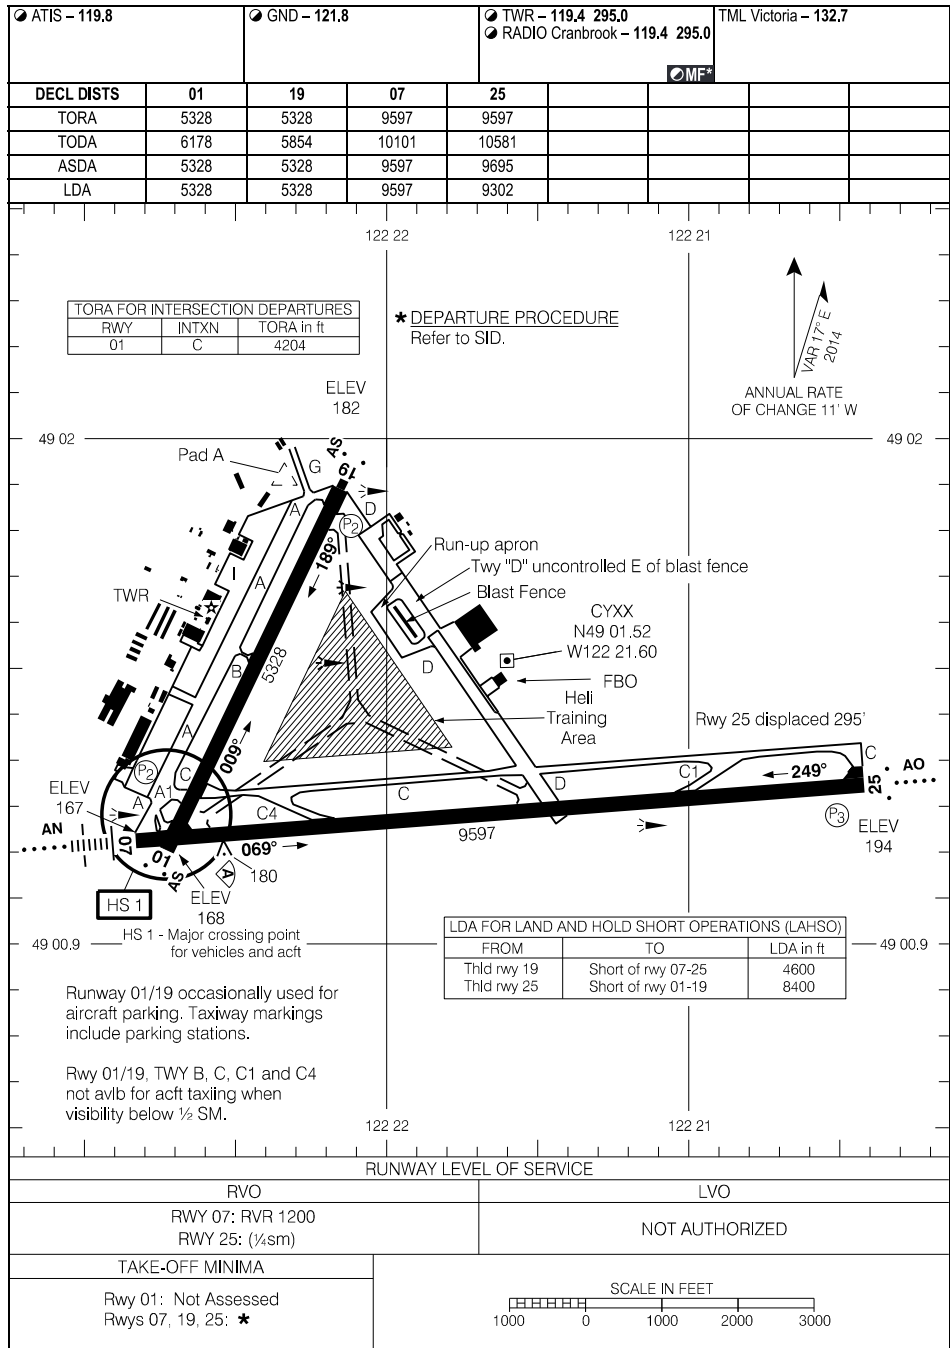 ATIS – 119.8
GND – 121.8
TWR – 119.4 295.0
RADIO Cranbrook – 119.4 295.0
MF*
TML Victoria – 132.7
DECL DISTS 01 19 07 25
TORA 5328 5328 9597 9597
TODA 6178 5854 10101 10581
ASDA 5328 5328 9597 9695
LDA 5328 5328 9597 9302
122 22 122 21
TORA FOR INTERSECTION DEPARTURES
RWY INTXN TORA in ft
01 C 4204
* DEPARTURE PROCEDURE
Refer to SID.
VAR 17° E
2014
ANNUAL RATE
OF CHANGE 11' W
ELEV
182
49 02 49 02
Pad A
G
AS
19
A
D
P2
189°
Run-up apron
Twy "D" uncontrolled E of blast fence
Blast Fence
I
A
TWR
CYXX
N49 01.52
W122 21.60
B
5328
D
FBO
Heli
Training
Area
Rwy 25 displaced 295'
A
009°
P2
C
C
C1
D
249°
C
25
AO
ELEV
167
A
A1
C4
9597
P3
ELEV
194
AN
07
01
AS
069°
A
180
HS 1
ELEV
168
49 00.9 49 00.9
HS 1 - Major crossing point
for vehicles and acft
LDA FOR LAND AND HOLD SHORT OPERATIONS (LAHSO)
FROM TO LDA in ft
Thld rwy 19 Short of rwy 07-25 4600
Thld rwy 25 Short of rwy 01-19 8400
Runway 01/19 occasionally used for
aircraft parking. Taxiway markings
include parking stations.
Rwy 01/19, TWY B, C, C1 and C4
not avlb for acft taxiing when
visibility below ½ SM.
122 22 122 21
RUNWAY LEVEL OF SERVICE
RVO LVO
RWY 07: RVR 1200
RWY 25: (¼sm)
NOT AUTHORIZED
TAKE-OFF MINIMA
Rwy 01: Not Assessed
Rwys 07, 19, 25: *
SCALE IN FEET
1000 0 1000 2000 3000